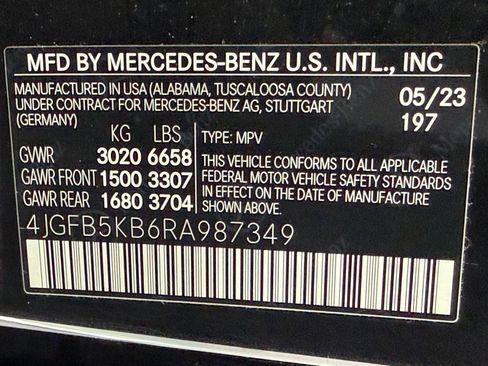 MFD BY MERCEDES-BENZ U.S. INTL., INC
MANUFACTURED IN USA (ALABAMA, TUSCALOOSA COUNTY)
UNDER CONTRACT FOR MERCEDES-BENZ AG, STUTTGART
(GERMANY)
05/23
197
KG LBS
GVWR 3020 6658
GAWR FRONT 1500 3307
GAWR REAR 1680 3704
TYPE: MPV
THIS VEHICLE CONFORMS TO ALL APPLICABLE
FEDERAL MOTOR VEHICLE SAFETY STANDARDS
IN EFFECT ON THE DATE OF MANUFACTURE
SHOWN ABOVE.
4JGFB5KB6RA987349